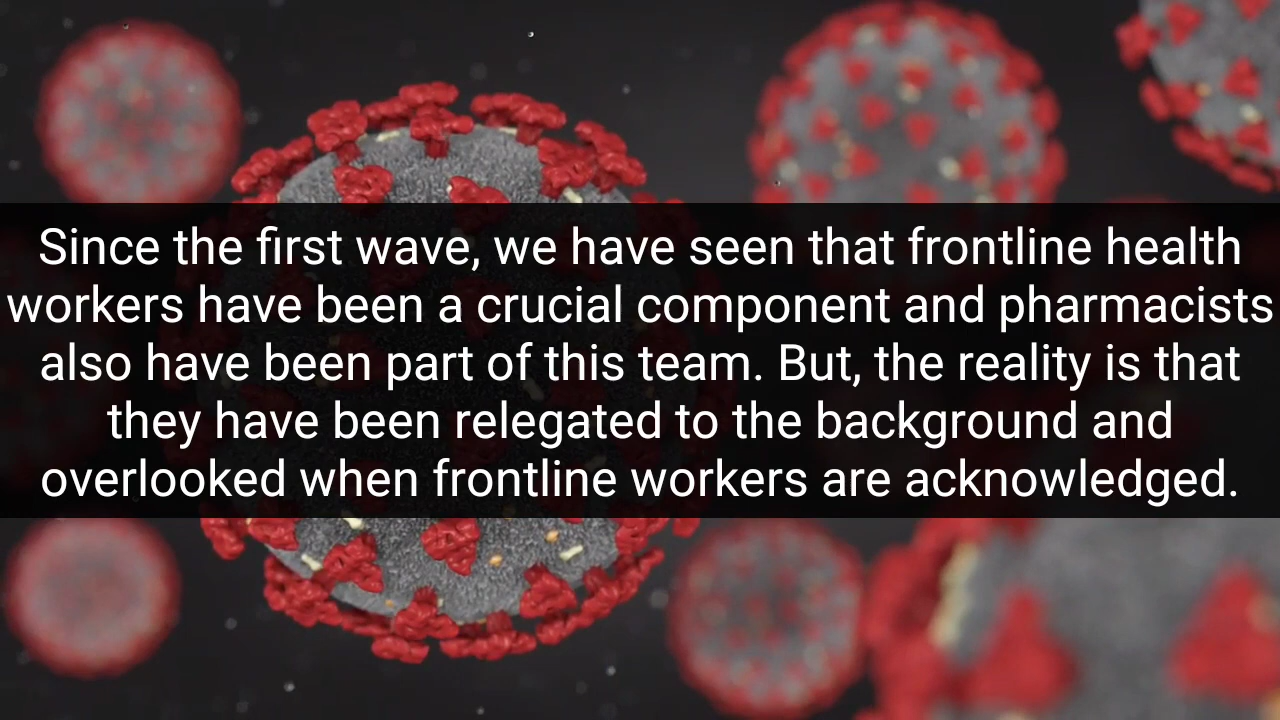 Since the first wave, we have seen that frontline health
workers have been a crucial component and pharmacists
also have been part of this team. But, the reality is that
they have been relegated to the background and
overlooked when frontline workers are acknowledged.